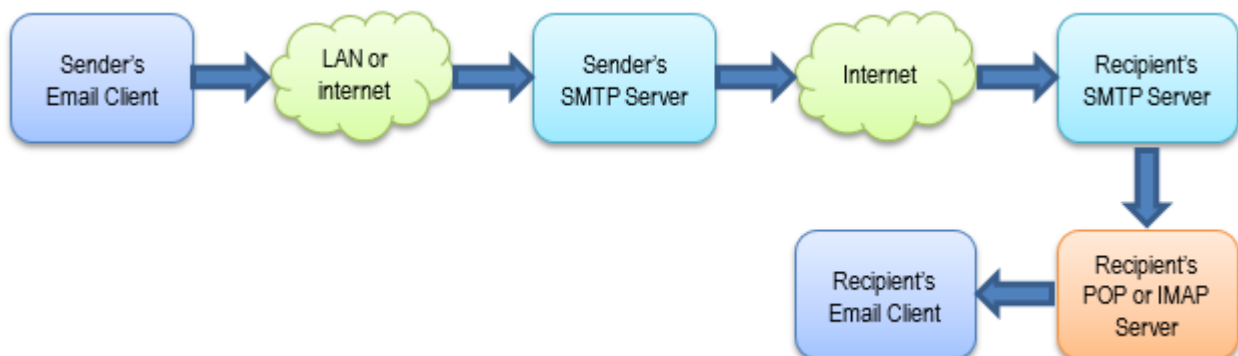 Sender’s
Email Client
LAN or
internet
Sender’s
SMTP Server
Internet
Recipient’s
SMTP Server
Recipient’s
Email Client
Recipient’s
POP or IMAP
Server